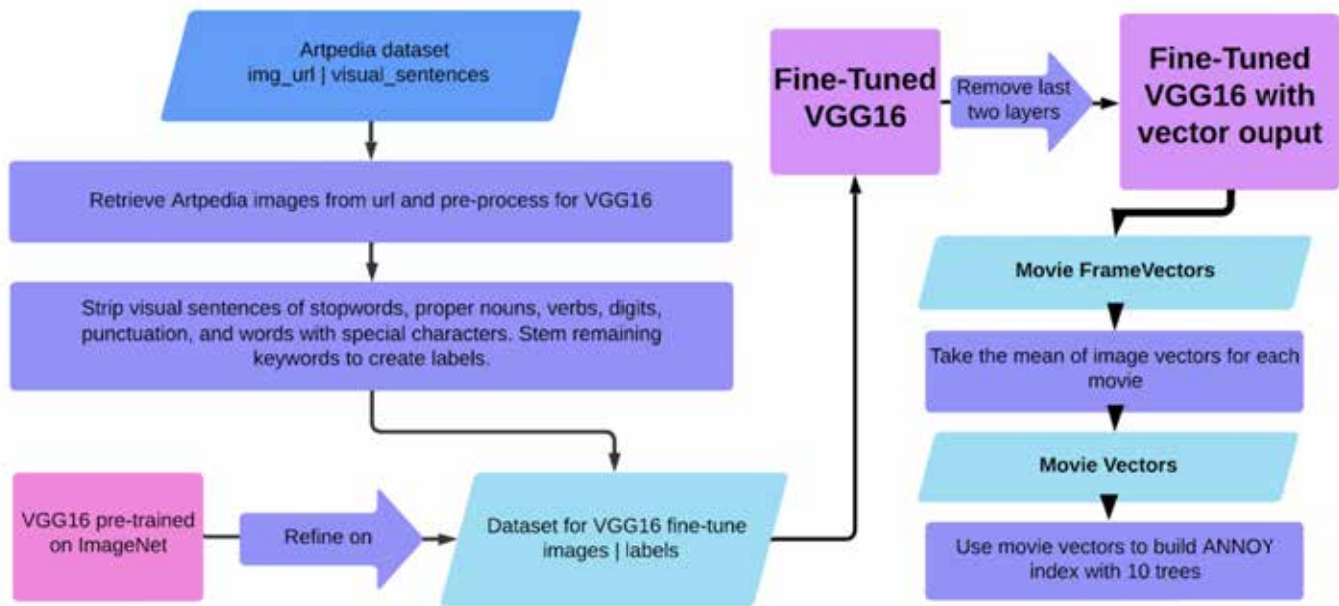 Artpedia dataset
img_url | visual_sentences
Retrieve Artpedia images from url and pre-process for VGG16
Strip visual sentences of stopwords, proper nouns, verbs, digits,
punctuation, and words with special characters. Stem remaining
keywords to create labels.
VGG16 pre-trained
on ImageNet
Refine on
Dataset for VGG16 fine-tune
images | labels
Fine-Tuned
VGG16
Remove last
two layers
Fine-Tuned
VGG16 with
vector ouput
Movie FrameVectors
Take the mean of image vectors for each
movie
Movie Vectors
Use movie vectors to build ANNOY
index with 10 trees